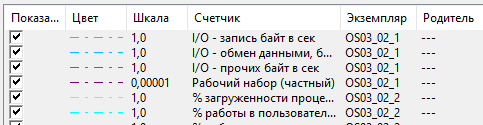 Показа... Цвет Шкала Счетчик Экземпляр Родитель
1,0 I/O - запись байт в сек OS03_02_1 ---
1,0 I/O - обмен данными, б... OS03_02_1 ---
1,0 I/O - прочих байт в сек OS03_02_1 ---
0,00001 Рабочий набор (частный) OS03_02_1 ---
1,0 % загруженности проце... OS03_02_2 ---
1,0 % работы в пользовател... OS03_02_2 ---